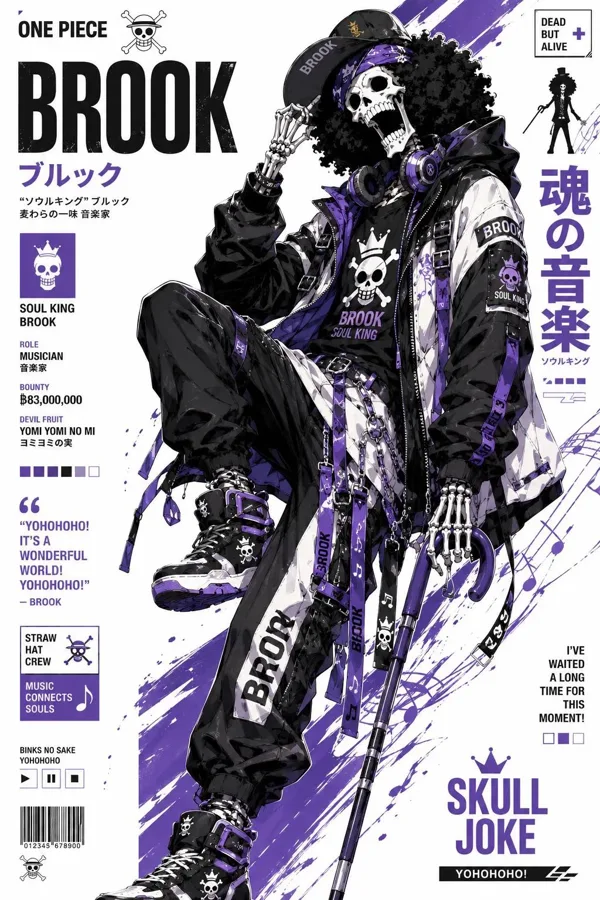 ONE PIECE
BROOK
ブルック
“ソウルキング” ブルック
麦わらの一味 音楽家
SOUL KING
BROOK
ROLE
MUSICIAN
音楽家
BOUNTY
฿83,000,000
DEVIL FRUIT
YOMI YOMI NO MI
ヨミヨミの実
“YOHOHOHO!
IT’S A
WONDERFUL
WORLD!
YOHOHOHO!”
– BROOK
STRAW
HAT
CREW
MUSIC
CONNECTS
SOULS
BINKS NO SAKE
YOHOHOHO
012345 678900
BROOK
BROOK
SOUL KING
BROOK
SOUL KING
BROOK
BROOK
BROOK
DEAD
BUT
ALIVE
魂の音楽
ソウルキング
I’VE
WAITED
A LONG
TIME FOR
THIS
MOMENT!
SKULL
JOKE
YOHOHOHO!